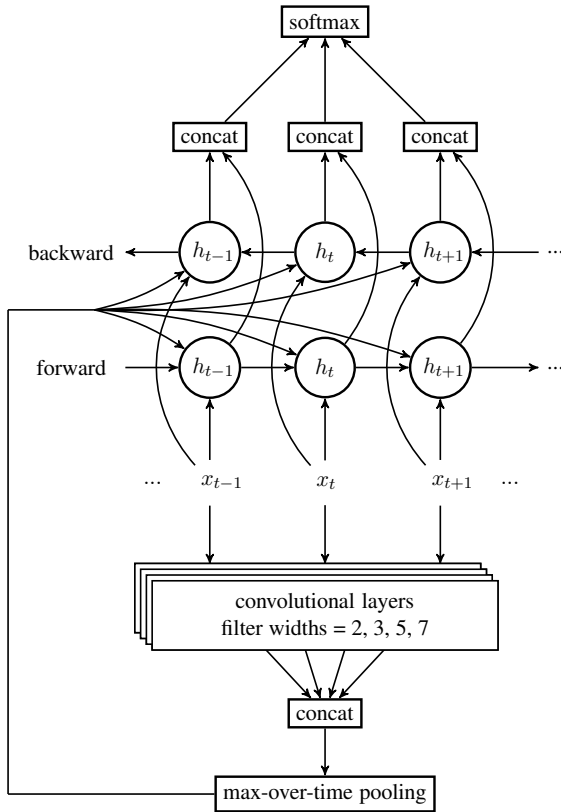 softmax
concat concat concat
backward h_{t-1} h_t h_{t+1} ...
forward h_{t-1} h_t h_{t+1} ...
... x_{t-1} x_t x_{t+1} ...
convolutional layers
filter widths = 2, 3, 5, 7
concat
max-over-time pooling